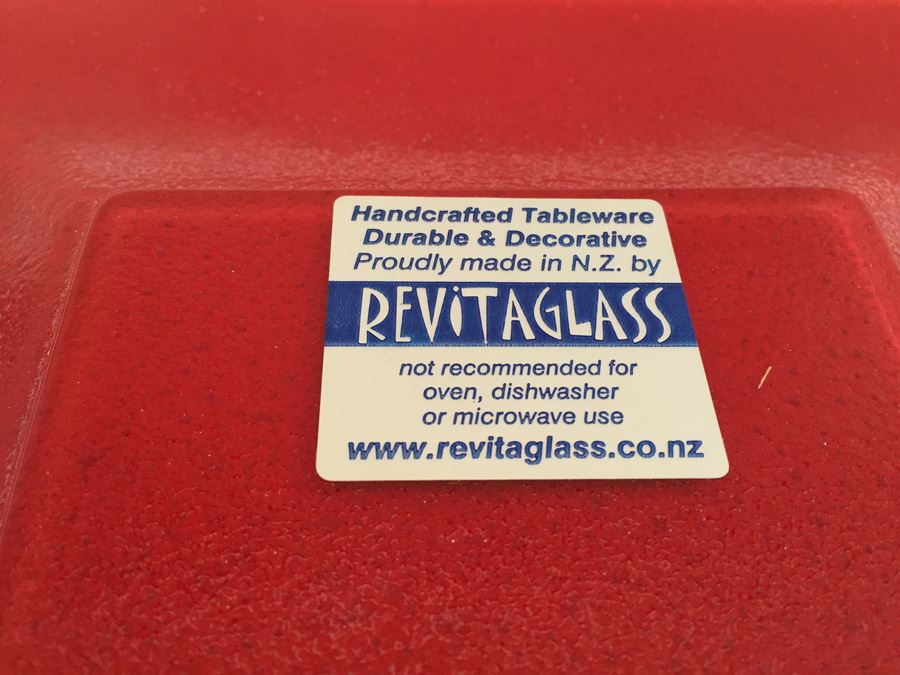 Handcrafted Tableware
Durable & Decorative
Proudly made in N.Z. by
REViTAGLASS
not recommended for
oven, dishwasher
or microwave use
www.revitaglass.co.nz